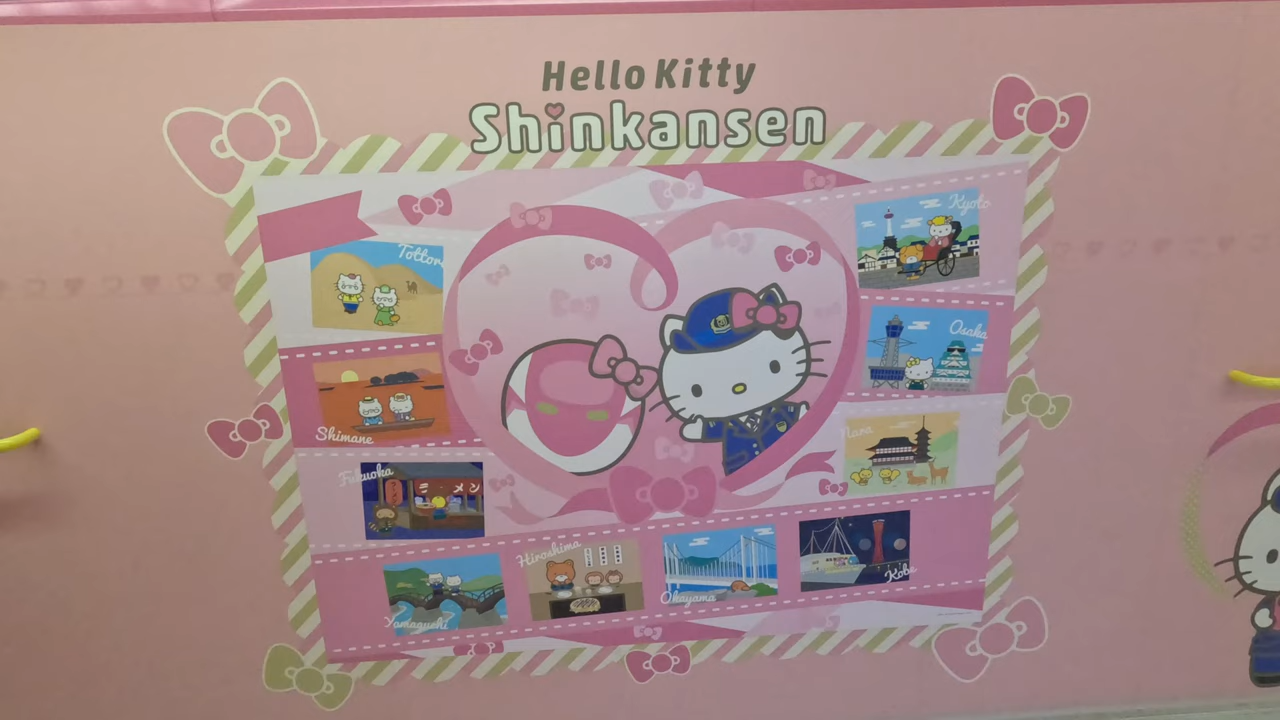 Hello Kitty
Shinkansen
Tottori
Kyoto
Osaka
Shimane
Nara
Fukuoka
ラーメン
Hiroshima
Okayama
Kobe
Yamaguchi